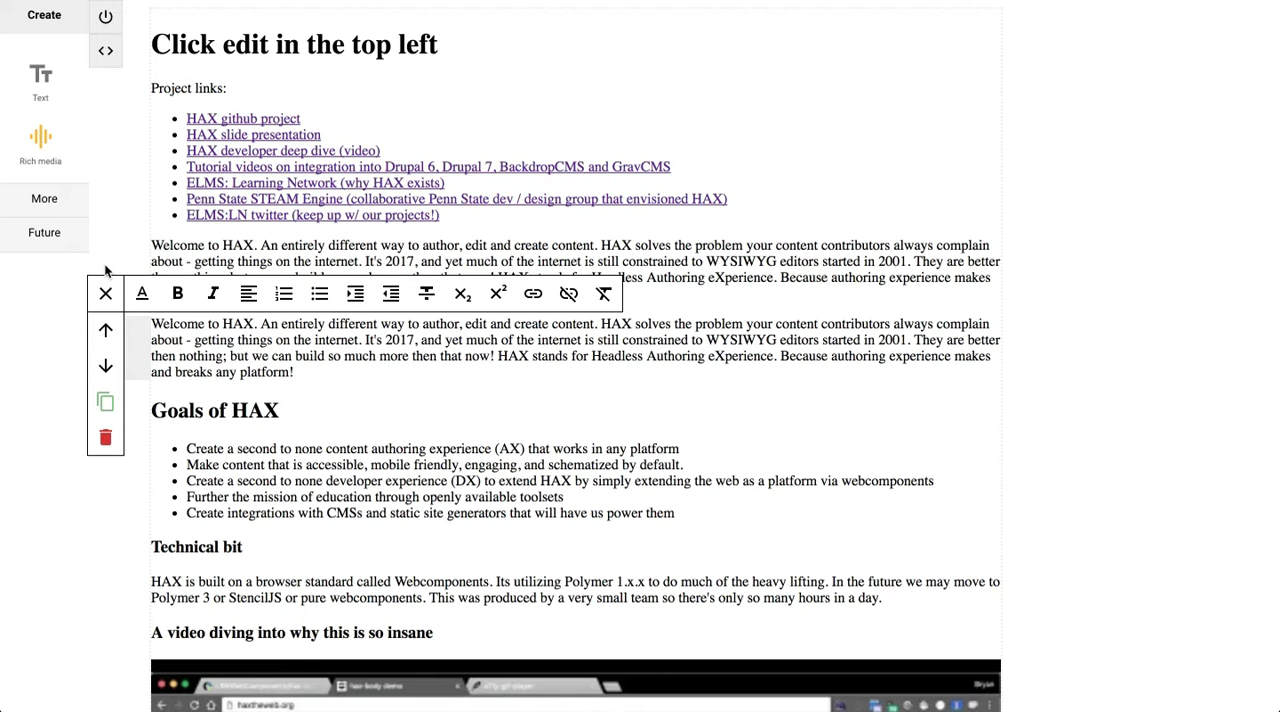 Create
Text
Rich media
More
Future
Click edit in the top left
Project links:
HAX github project
HAX slide presentation
HAX developer deep dive (video)
Tutorial videos on integration into Drupal 6, Drupal 7, BackdropCMS and GravCMS
ELMS: Learning Network (why HAX exists)
Penn State STEAM Engine (collaborative Penn State dev / design group that envisioned HAX)
ELMS:LN twitter (keep up w/ our projects!)
Welcome to HAX. An entirely different way to author, edit and create content. HAX solves the problem your content contributors always complain
about - getting things on the internet. It's 2017, and yet much of the internet is still constrained to WYSIWYG editors started in 2001. They are better
Headless Authoring eXperience. Because authoring experience makes
Welcome to HAX. An entirely different way to author, edit and create content. HAX solves the problem your content contributors always complain
about - getting things on the internet. It's 2017, and yet much of the internet is still constrained to WYSIWYG editors started in 2001. They are better
then nothing; but we can build so much more then that now! HAX stands for Headless Authoring eXperience. Because authoring experience makes
and breaks any platform!
Goals of HAX
Create a second to none content authoring experience (AX) that works in any platform
Make content that is accessible, mobile friendly, engaging, and schematized by default.
Create a second to none developer experience (DX) to extend HAX by simply extending the web as a platform via webcomponents
Further the mission of education through openly available toolsets
Create integrations with CMSs and static site generators that will have us power them
Technical bit
HAX is built on a browser standard called Webcomponents. Its utilizing Polymer 1.x.x to do much of the heavy lifting. In the future we may move to
Polymer 3 or StencilJS or pure webcomponents. This was produced by a very small team so there's only so many hours in a day.
A video diving into why this is so insane
hax-body demo
Bryan
haxtheweb.org